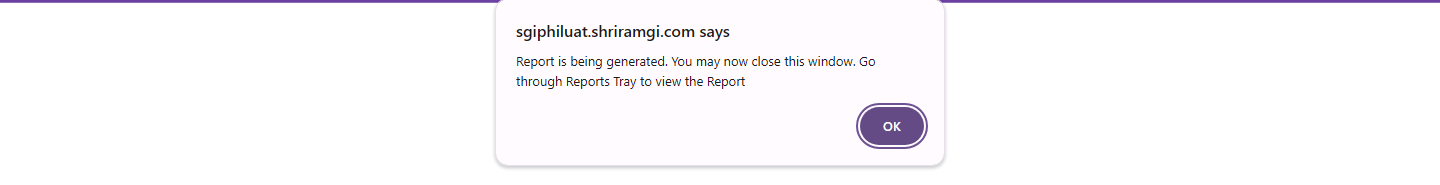 sgiphiluat.shriramgi.com says
Report is being generated. You may now close this window. Go
through Reports Tray to view the Report
OK